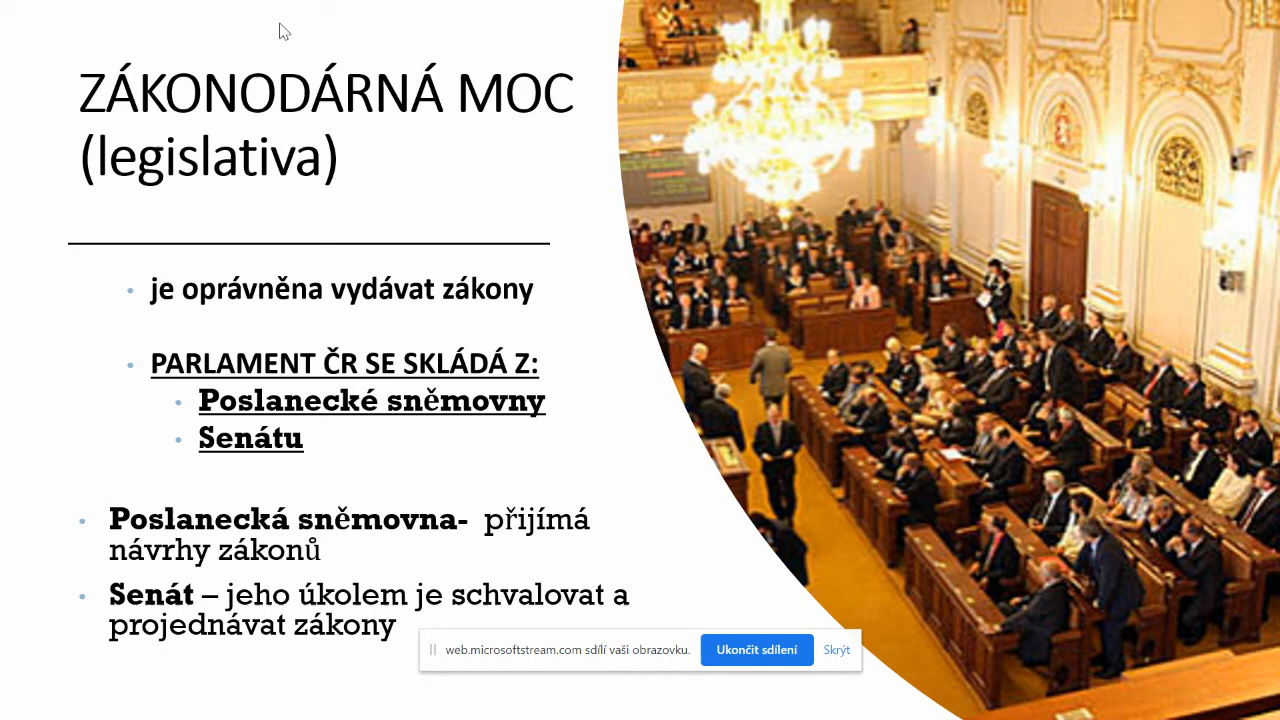 ZÁKONODÁRNÁ MOC
(legislativa)
je oprávněna vydávat zákony
PARLAMENT ČR SE SKLÁDÁ Z:
Poslanecké sněmovny
Senátu
Poslanecká sněmovna- přijímá
návrhy zákonů
Senát – jeho úkolem je schvalovat a
projednávat zákony
web.microsoftstream.com sdílí vaši obrazovku.
Ukončit sdílení
Skrýt